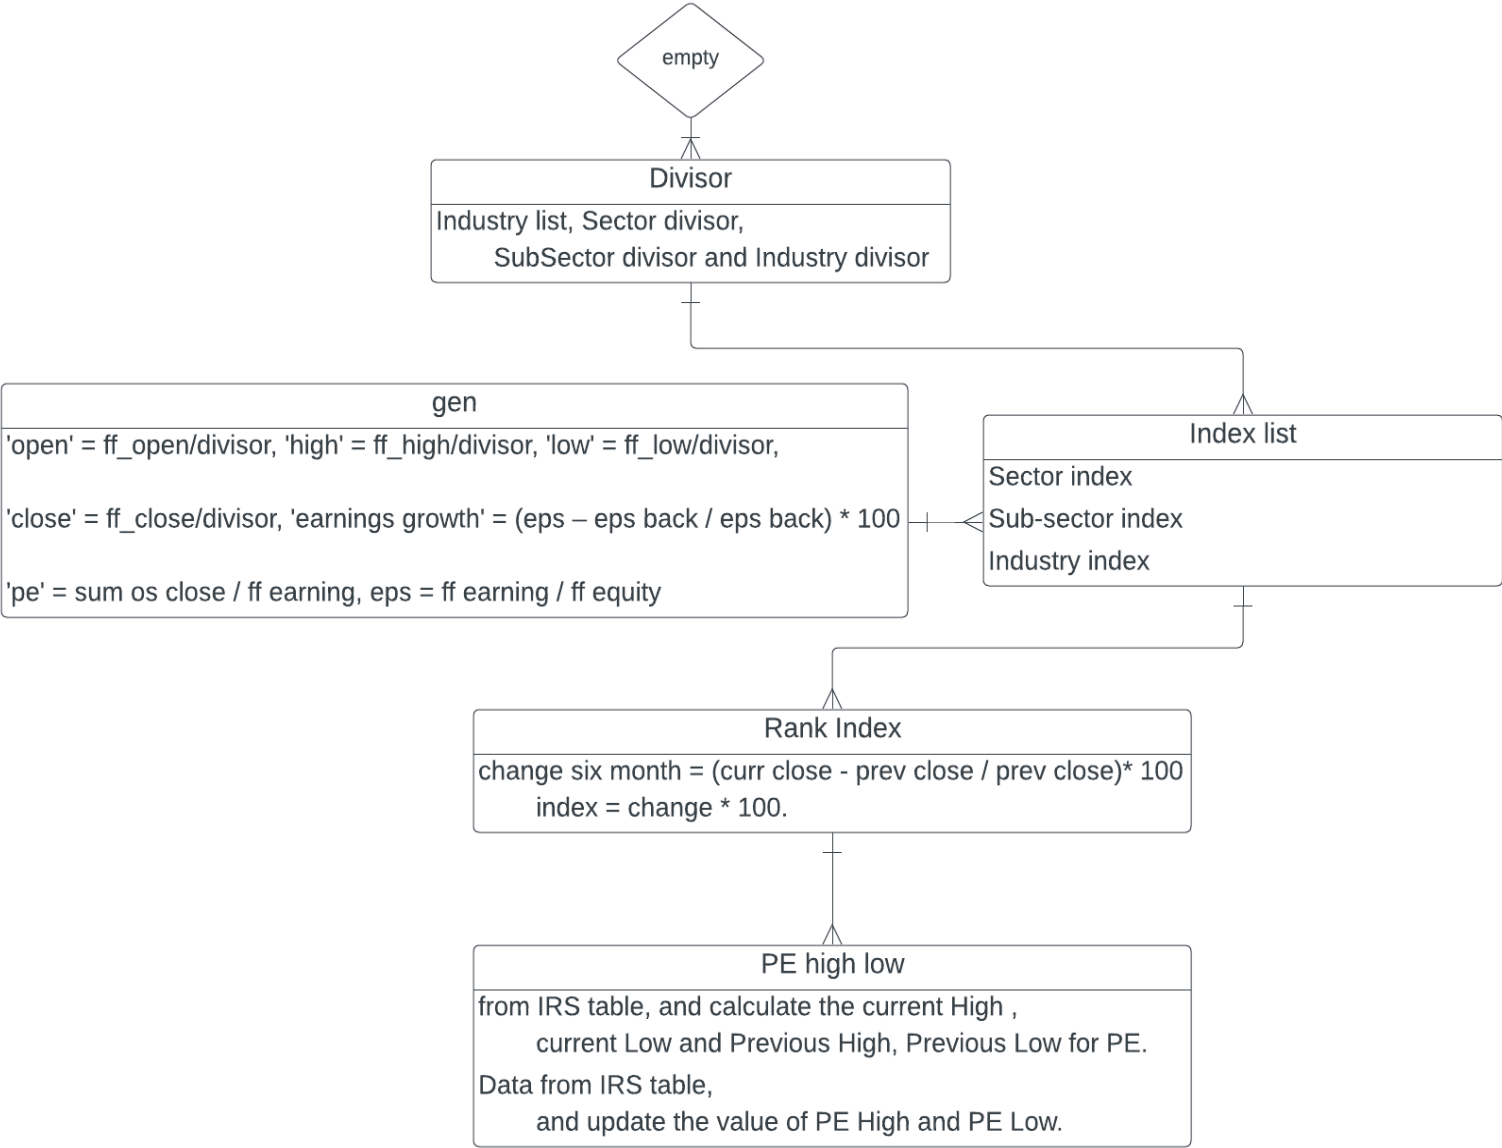 empty
Divisor
Industry list, Sector divisor,
SubSector divisor and Industry divisor
gen
'open' = ff_open/divisor, 'high' = ff_high/divisor, 'low' = ff_low/divisor,
'close' = ff_close/divisor, 'earnings growth' = (eps – eps back / eps back) * 100
'pe' = sum os close / ff earning, eps = ff earning / ff equity
Index list
Sector index
Sub-sector index
Industry index
Rank Index
change six month = (curr close - prev close / prev close)* 100
index = change * 100.
PE high low
from IRS table, and calculate the current High ,
current Low and Previous High, Previous Low for PE.
Data from IRS table,
and update the value of PE High and PE Low.